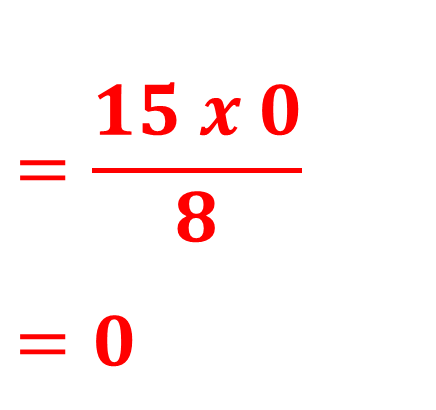 = 15 x 0
8
= 0